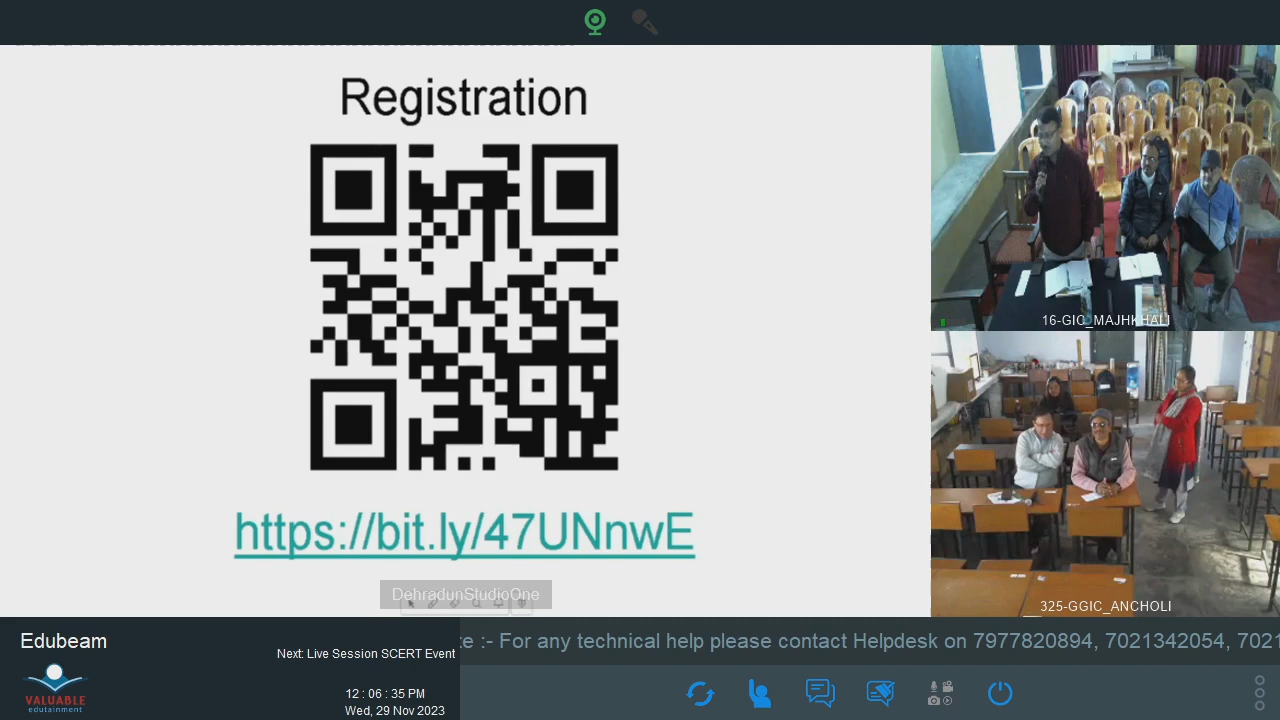 Registration
https://bit.ly/47UNnwE
DehradunStudioOne
16-GIC_MAJHKHALI
325-GGIC_ANCHOLI
Edubeam
VALUABLE
edutainment
Next: Live Session SCERT Event
12 : 06 : 35 PM
Wed, 29 Nov 2023
:- For any technical help please contact Helpdesk on 7977820894, 7021342054, 7021